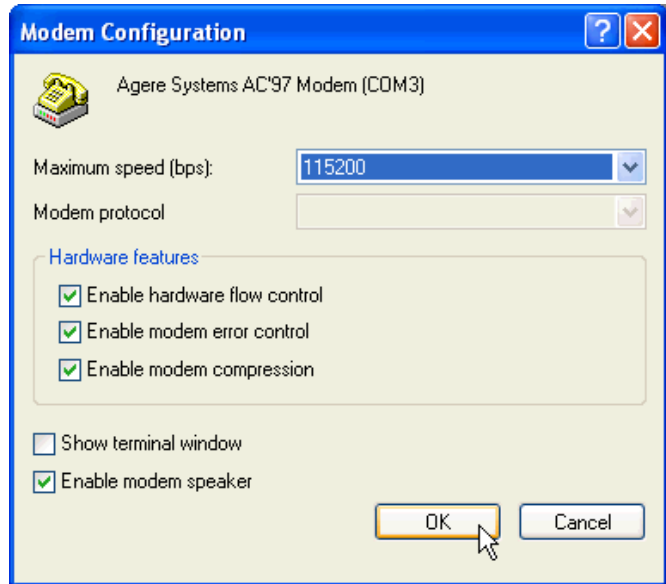 Modem Configuration
Agere Systems AC'97 Modem (COM3)
Maximum speed (bps): 115200
Modem protocol
Hardware features
Enable hardware flow control
Enable modem error control
Enable modem compression
Show terminal window
Enable modem speaker
OK Cancel